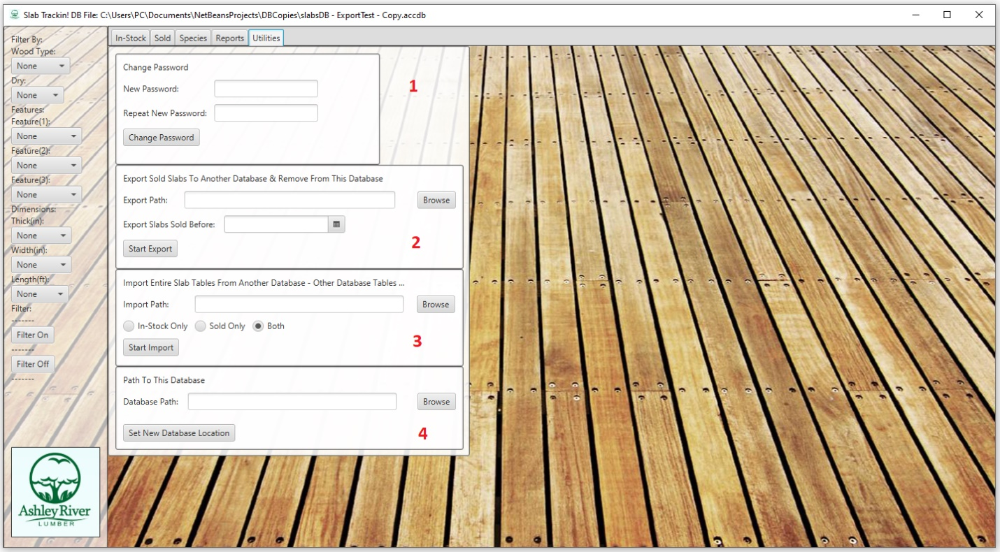 Slab Trackin! DB File: C:\Users\PC\Documents\NetBeansProjects\DBCopies\slabsDB - ExportTest - Copy.accdb
In-Stock Sold Species Reports Utilities
Filter By:
Wood Type:
None
Dry:
None
Features:
Feature(1):
None
Feature(2):
None
Feature(3):
None
Dimensions:
Thick(in):
None
Width(in):
None
Length(ft):
None
Filter:
-------
Filter On
-------
Filter Off
-------
Ashley River
LUMBER
Change Password
1
New Password:
Repeat New Password:
Change Password
Export Sold Slabs To Another Database & Remove From This Database
Export Path: Browse
Export Slabs Sold Before:
2
Start Export
Import Entire Slab Tables From Another Database - Other Database Tables ...
Import Path: Browse
In-Stock Only Sold Only Both
3
Start Import
Path To This Database
Database Path: Browse
Set New Database Location 4